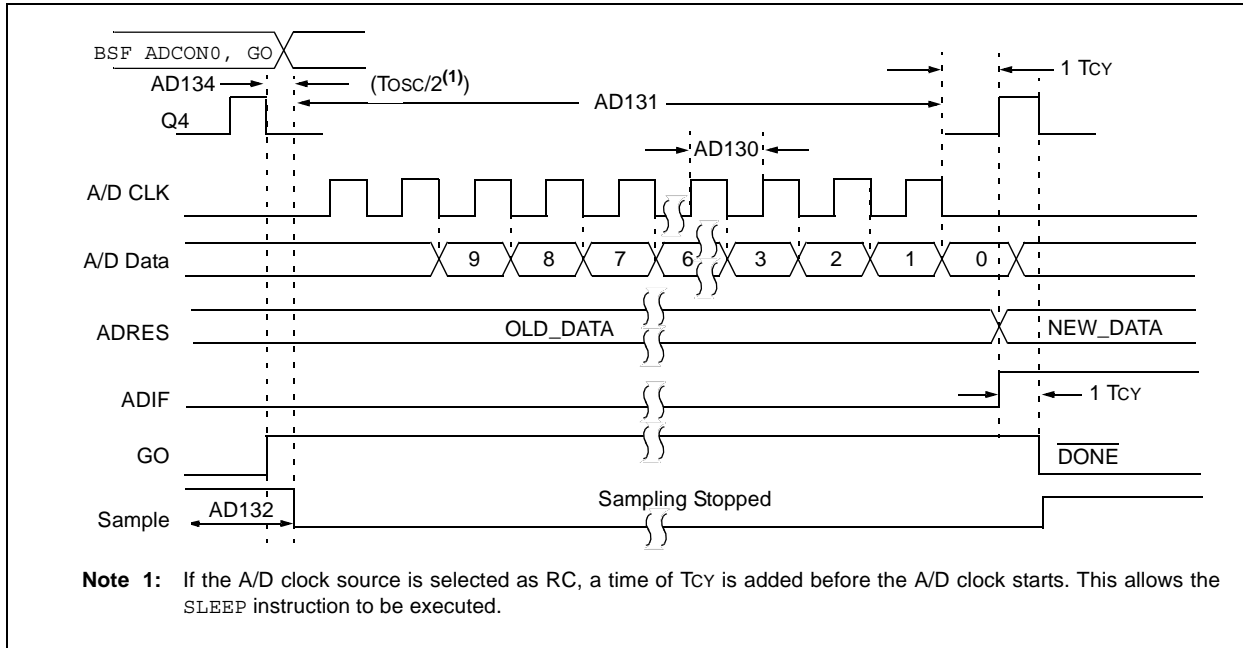 BSF ADCON0, GO
AD134
(TOSC/2(1))
1 TCY
AD131
Q4
AD130
A/D CLK
A/D Data
9 8 7 6 3 2 1 0
ADRES
OLD_DATA
NEW_DATA
ADIF
1 TCY
GO
DONE
Sample
AD132
Sampling Stopped
Note 1: If the A/D clock source is selected as RC, a time of TCY is added before the A/D clock starts. This allows the
SLEEP instruction to be executed.